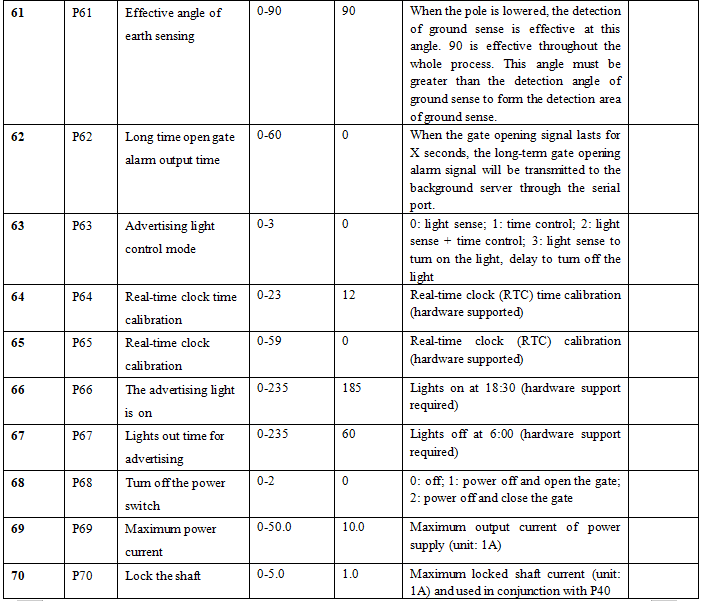 61 P61 Effective angle of earth sensing 0-90 90 When the pole is lowered, the detection
of ground sense is effective at this
angle. 90 is effective throughout the
whole process. This angle must be
greater than the detection angle of
ground sense to form the detection area
of ground sense.
62 P62 Long time open gate alarm output time 0-60 0 When the gate opening signal lasts for
X seconds, the long-term gate opening
alarm signal will be transmitted to the
background server through the serial
port.
63 P63 Advertising light control mode 0-3 0 0: light sense; 1: time control; 2: light
sense + time control; 3: light sense to
turn on the light, delay to turn off the
light
64 P64 Real-time clock time calibration 0-23 12 Real-time clock (RTC) time calibration
(hardware supported)
65 P65 Real-time clock calibration 0-59 0 Real-time clock (RTC) calibration
(hardware supported)
66 P66 The advertising light is on 0-235 185 Lights on at 18:30 (hardware support
required)
67 P67 Lights out time for advertising 0-235 60 Lights off at 6:00 (hardware support
required)
68 P68 Turn off the power switch 0-2 0 0: off; 1: power off and open the gate;
2: power off and close the gate
69 P69 Maximum power current 0-50.0 10.0 Maximum output current of power
supply (unit: 1A)
70 P70 Lock the shaft 0-5.0 1.0 Maximum locked shaft current (unit:
1A) and used in conjunction with P40